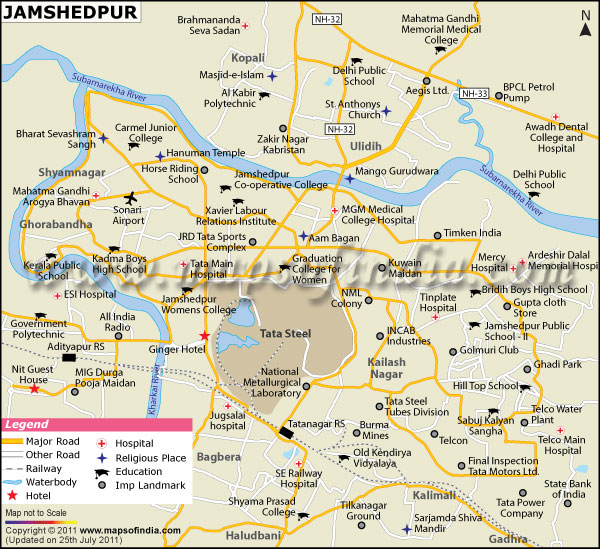 JAMSHEDPUR
Brahmananda
Seva Sadan
NH-32
Mahatma Gandhi
Memorial Medical
College
N
Kopali
Masjid-e-Islam
Delhi Public
School
Al Kabir
Polytechnic
Aegis Ltd.
NH-33
BPCL Petrol
Pump
Subarnarekha River
St. Anthonys
Church
Carmel Junior
College
Bharat Sevashram
Sangh
Zakir Nagar
Kabristan
NH-32
Ulidih
Awadh Dental
College and
Hospital
Hanuman Temple
Horse Riding
School
Shyamnagar
Jamshedpur
Co-operative College
Mango Gurudwara
Subarnarekha River
Delhi Public
School
Mahatma Gandhi
Arogya Bhavan
Sonari
Airport
Xavier Labour
Relations Institute
MGM Medical
College Hospital
Ghorabandha
JRD Tata Sports
Complex
Aam Bagan
Timken India
Kerala Public
School
Kadma Boys
High School
Tata Main
Hospital
Graduation
College for
Women
Kuwain
Maidan
Mercy
Hospital
Ardeshir Dalal
Memorial Hospital
www.mapsofindia.com
ESI Hospital
Jamshedpur
Womens College
NML
Colony
Tinplate
Hospital
Bridih Boys High School
Gupta cloth
Store
Government
Polytechnic
All India
Radio
Tata Steel
INCAB
Industries
Jamshedpur Public
School - II
Adityapur RS
Ginger Hotel
Golmuri Club
Kailash
Nagar
Ghadi Park
Nit Guest
House
MIG Durga
Pooja Maidan
Kharkai River
National
Metallurgical
Laboratory
Hill Top School
Jugsalai
hospital
Tatanagar RS
Tata Steel
Tubes Division
Sabuj Kalyan
Sangha
Telco Water
Plant
Burma
Mines
Telcon
Telco Main
Hospital
Legend
Major Road
Other Road
Railway
Waterbody
Hotel
Hospital
Religious Place
Education
Imp Landmark
Bagbera
Old Kendirya
Vidyalaya
SE Railway
Hospital
Final Inspection
Tata Motors Ltd.
State Bank
of India
Kalimali
Shyama Prasad
College
Tilkanagar
Ground
Tata Power
Company
Map not to Scale
Copyright © 2011 www.mapsofindia.com
(Updated on 25th July 2011)
Sarjamda Shiva
Mandir
Haludbani
Gadhra